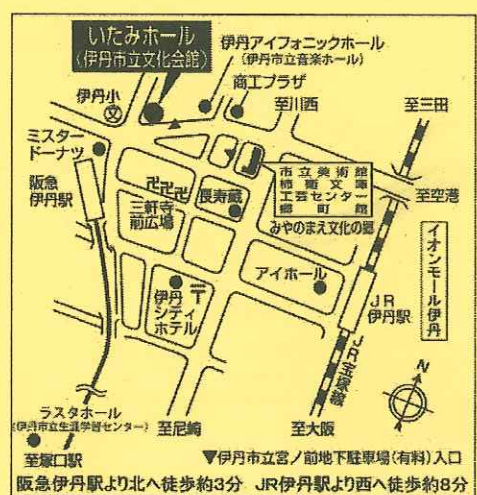 いたみホール
(伊丹市立文化会館)
伊丹アイフォニックホール
(伊丹市立音楽ホール)
商工プラザ
伊丹小
文
至川西
至三田
ミスター
ドーナツ
阪急
伊丹駅
卍卍卍
三軒寺
前広場
長寿蔵
市立美術館
柿衞文庫
工芸センター
郷町館
みやのまえ文化の郷
至空港
イオンモール伊丹
アイホール
JR
伊丹駅
伊丹
シティ
ホテル
〒
JR宝塚線
N
ラスタホール
(伊丹市立生涯学習センター)
至塚口駅
至尼崎
至大阪
▼伊丹市立宮ノ前地下駐車場(有料)入口
阪急伊丹駅より北へ徒歩約3分 JR伊丹駅より西へ徒歩約8分